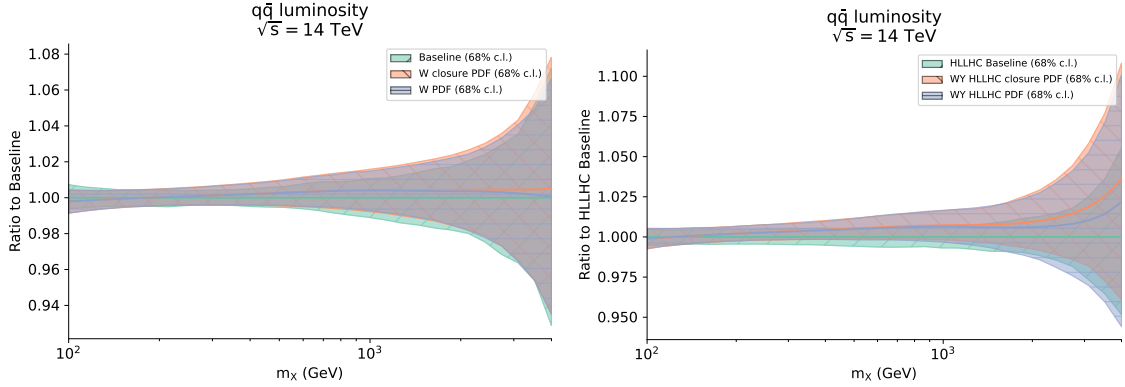 qq̄ luminosity
√s = 14 TeV
Ratio to Baseline
1.08
1.06
1.04
1.02
1.00
0.98
0.96
0.94
Baseline (68% c.l.)
W closure PDF (68% c.l.)
W PDF (68% c.l.)
10²
10³
mX (GeV)
qq̄ luminosity
√s = 14 TeV
Ratio to HLLHC Baseline
1.100
1.075
1.050
1.025
1.000
0.975
0.950
HLLHC Baseline (68% c.l.)
WY HLLHC closure PDF (68% c.l.)
WY HLLHC PDF (68% c.l.)
10²
10³
mX (GeV)